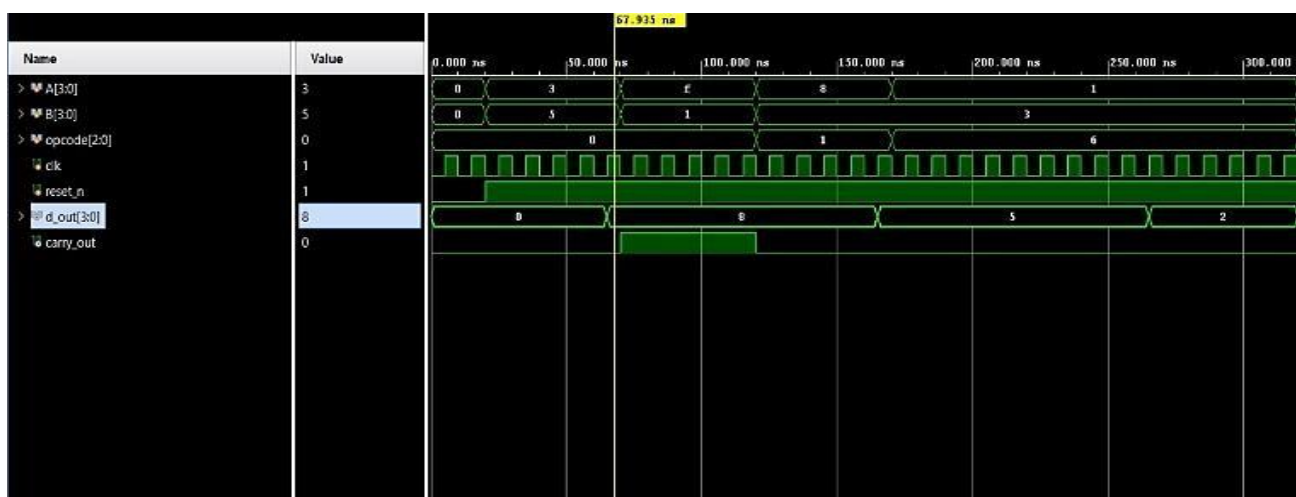 67.935 ns
Name Value 0.000 ns 50.000 ns 100.000 ns 150.000 ns 200.000 ns 250.000 ns 300.000
> A[3:0] 3 0 3 f 8 1
> B[3:0] 5 0 5 1 3
> opcode[2:0] 0 0 1 6
clk 1
reset_n 1
> d_out[3:0] 8 0 8 5 2
carry_out 0